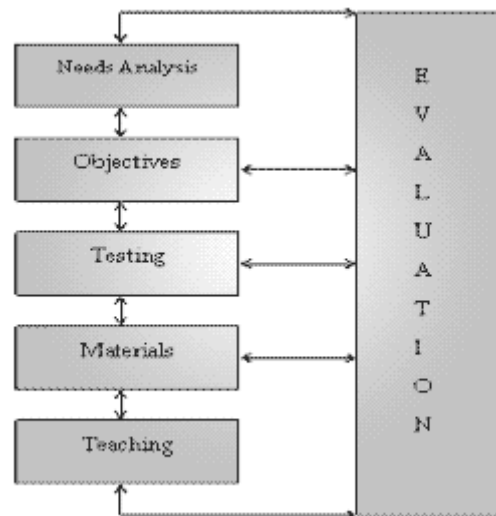 Needs Analysis
Objectives
Testing
Materials
Teaching
E
V
A
L
U
A
T
I
O
N